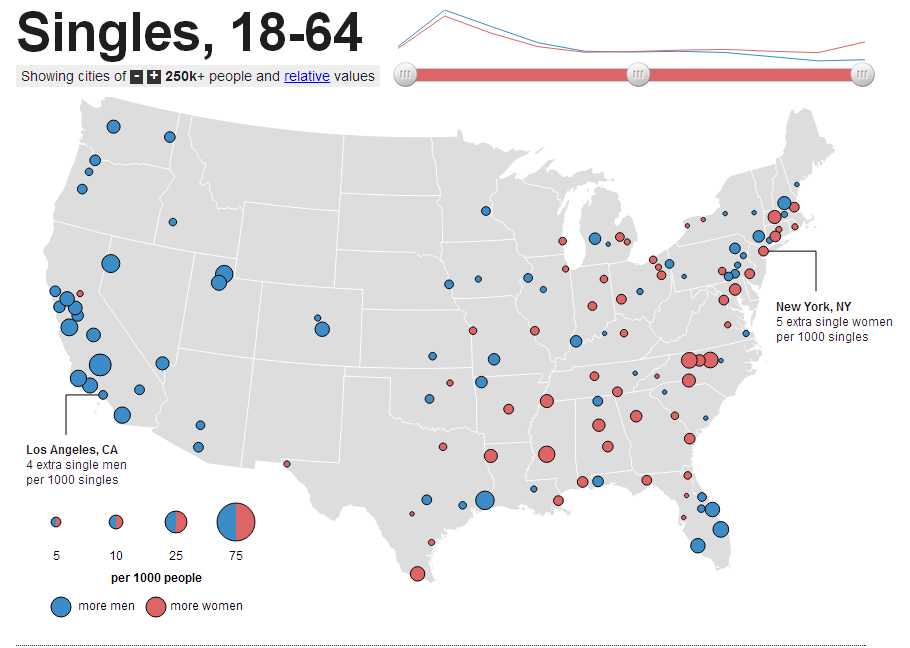 Singles, 18-64
Showing cities of - + 250k+ people and relative values
New York, NY
5 extra single women
per 1000 singles
Los Angeles, CA
4 extra single men
per 1000 singles
5 10 25 75
per 1000 people
more men more women